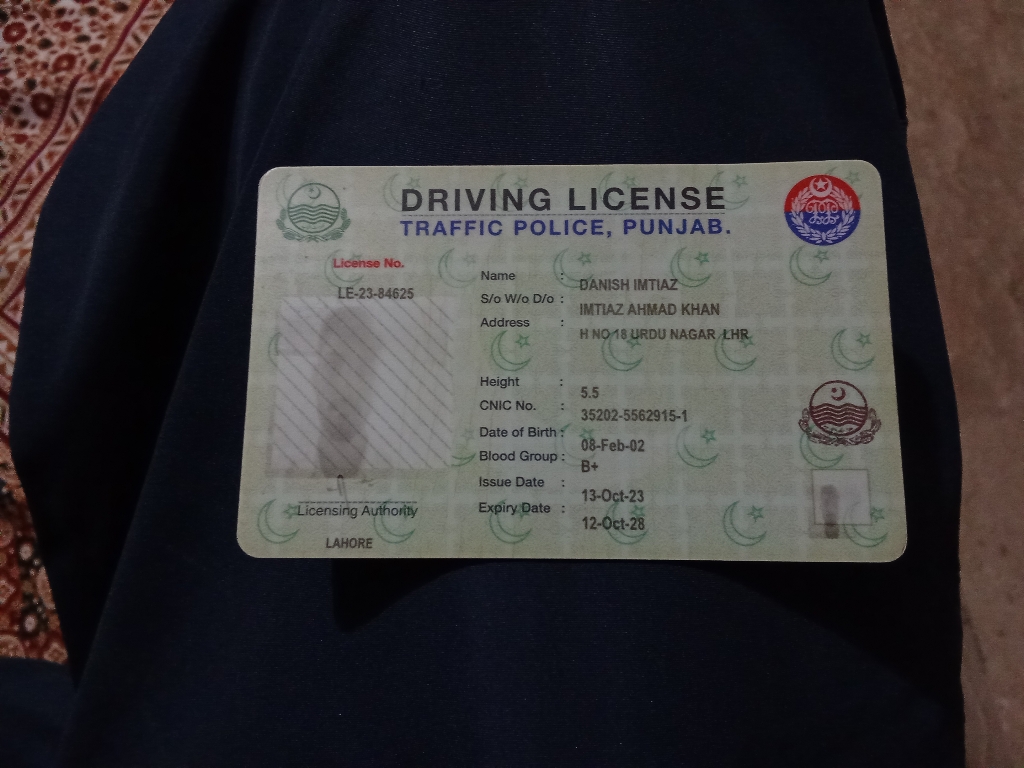 DRIVING LICENSE
TRAFFIC POLICE, PUNJAB.
License No.
LE-23-84625
Name : DANISH IMTIAZ
S/o W/o D/o : IMTIAZ AHMAD KHAN
Address : H NO 18 URDU NAGAR LHR
Height : 5.5
CNIC No. : 35202-5562915-1
Date of Birth : 08-Feb-02
Blood Group : B+
Issue Date : 13-Oct-23
Expiry Date : 12-Oct-28
Licensing Authority
LAHORE